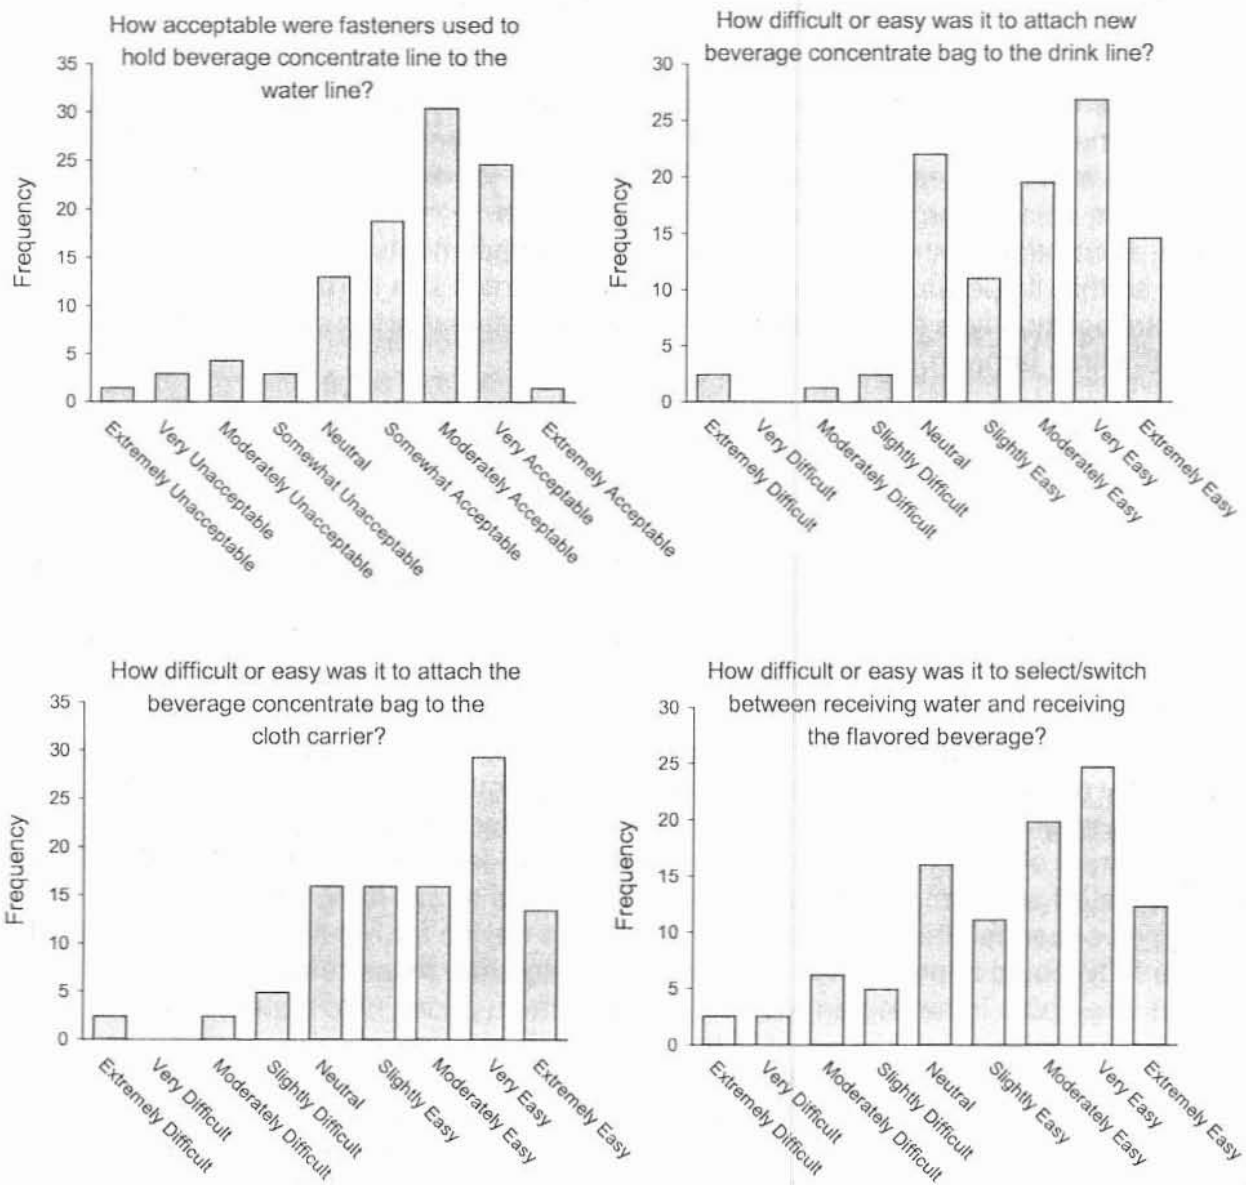 How acceptable were fasteners used to
hold beverage concentrate line to the
water line?
35
30
25
20
15
10
5
0
Frequency
Extremely Unacceptable
Very Unacceptable
Moderately Unacceptable
Somewhat Unacceptable
Neutral
Somewhat Acceptable
Moderately Acceptable
Very Acceptable
Extremely Acceptable
How difficult or easy was it to attach new
beverage concentrate bag to the drink line?
30
25
20
15
10
5
0
Frequency
Extremely Difficult
Very Difficult
Moderately Difficult
Slightly Difficult
Neutral
Slightly Easy
Moderately Easy
Very Easy
Extremely Easy
How difficult or easy was it to attach the
beverage concentrate bag to the
cloth carrier?
35
30
25
20
15
10
5
0
Frequency
Extremely Difficult
Very Difficult
Moderately Difficult
Slightly Difficult
Neutral
Slightly Easy
Moderately Easy
Very Easy
Extremely Easy
How difficult or easy was it to select/switch
between receiving water and receiving
the flavored beverage?
30
25
20
15
10
5
0
Frequency
Extremely Difficult
Very Difficult
Moderately Difficult
Slightly Difficult
Neutral
Slightly Easy
Moderately Easy
Very Easy
Extremely Easy